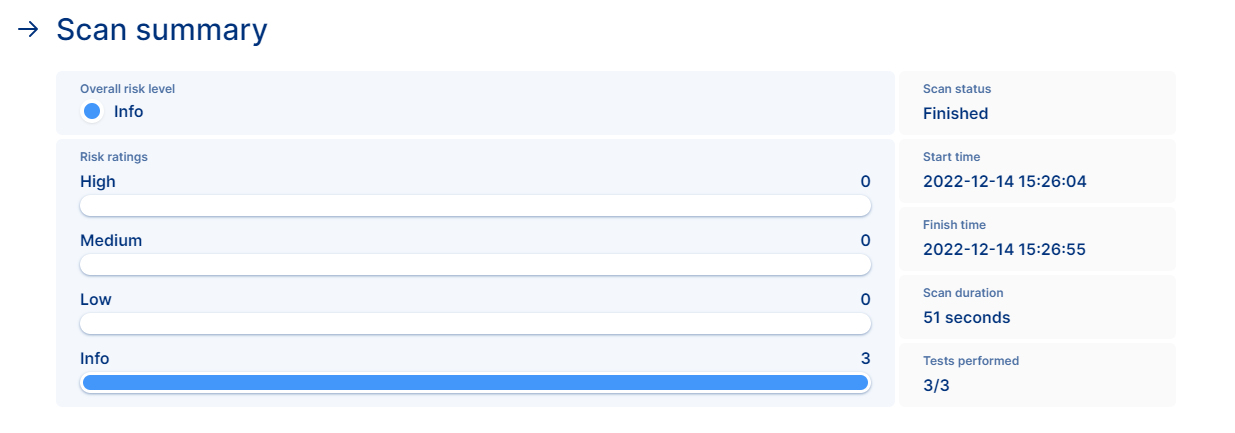 Scan summary
Overall risk level
Info
Risk ratings
High 0
Medium 0
Low 0
Info 3
Scan status
Finished
Start time
2022-12-14 15:26:04
Finish time
2022-12-14 15:26:55
Scan duration
51 seconds
Tests performed
3/3